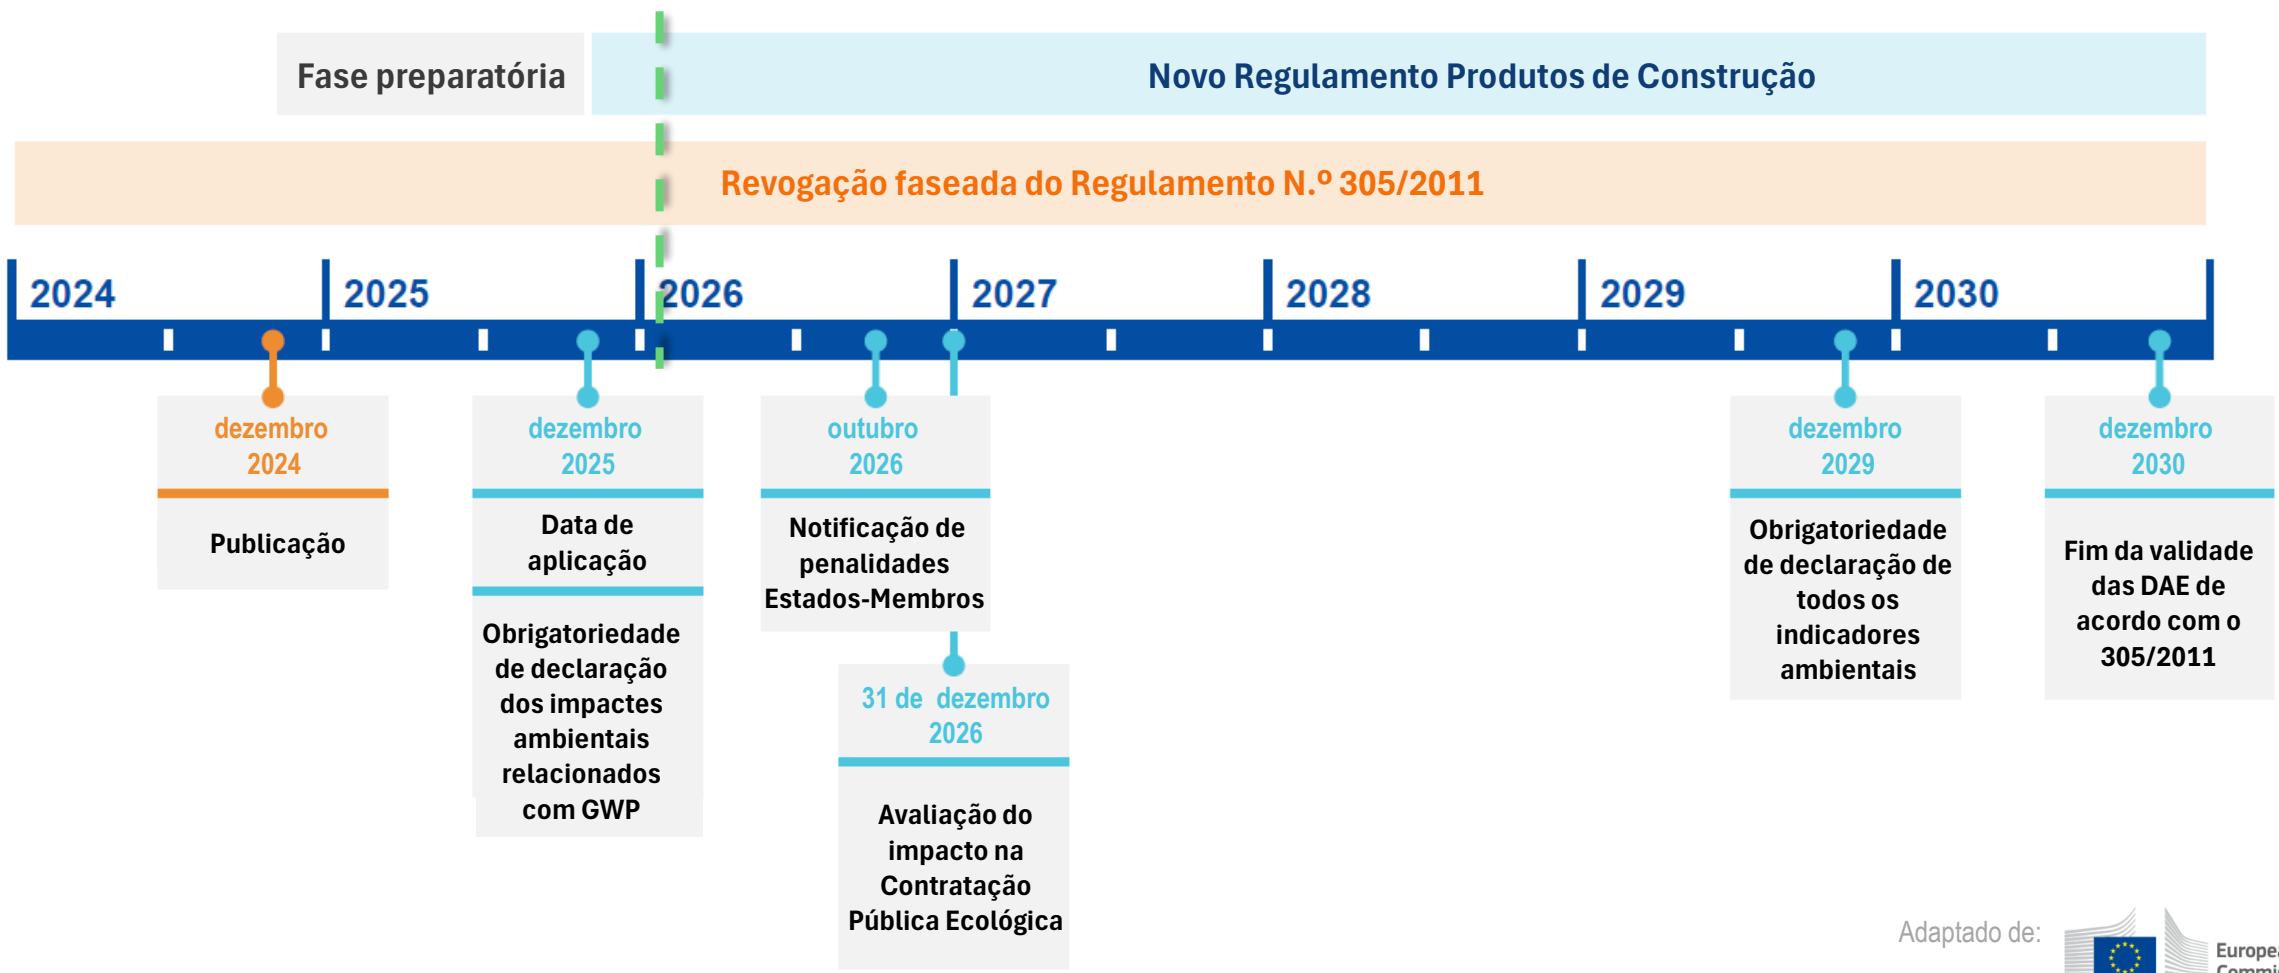 Fase preparatória
Novo Regulamento Produtos de Construção
Revogação faseada do Regulamento N.º 305/2011
2024
2025
2026
2027
2028
2029
2030
dezembro
2024
Publicação
dezembro
2025
Data de
aplicação
Obrigatoriedade
de declaração
dos impactes
ambientais
relacionados
com GWP
outubro
2026
Notificação de
penalidades
Estados-Membros
31 de dezembro
2026
Avaliação do
impacto na
Contratação
Pública Ecológica
dezembro
2029
Obrigatoriedade
de declaração de
todos os
indicadores
ambientais
dezembro
2030
Fim da validade
das DAE de
acordo com o
305/2011
Adaptado de: